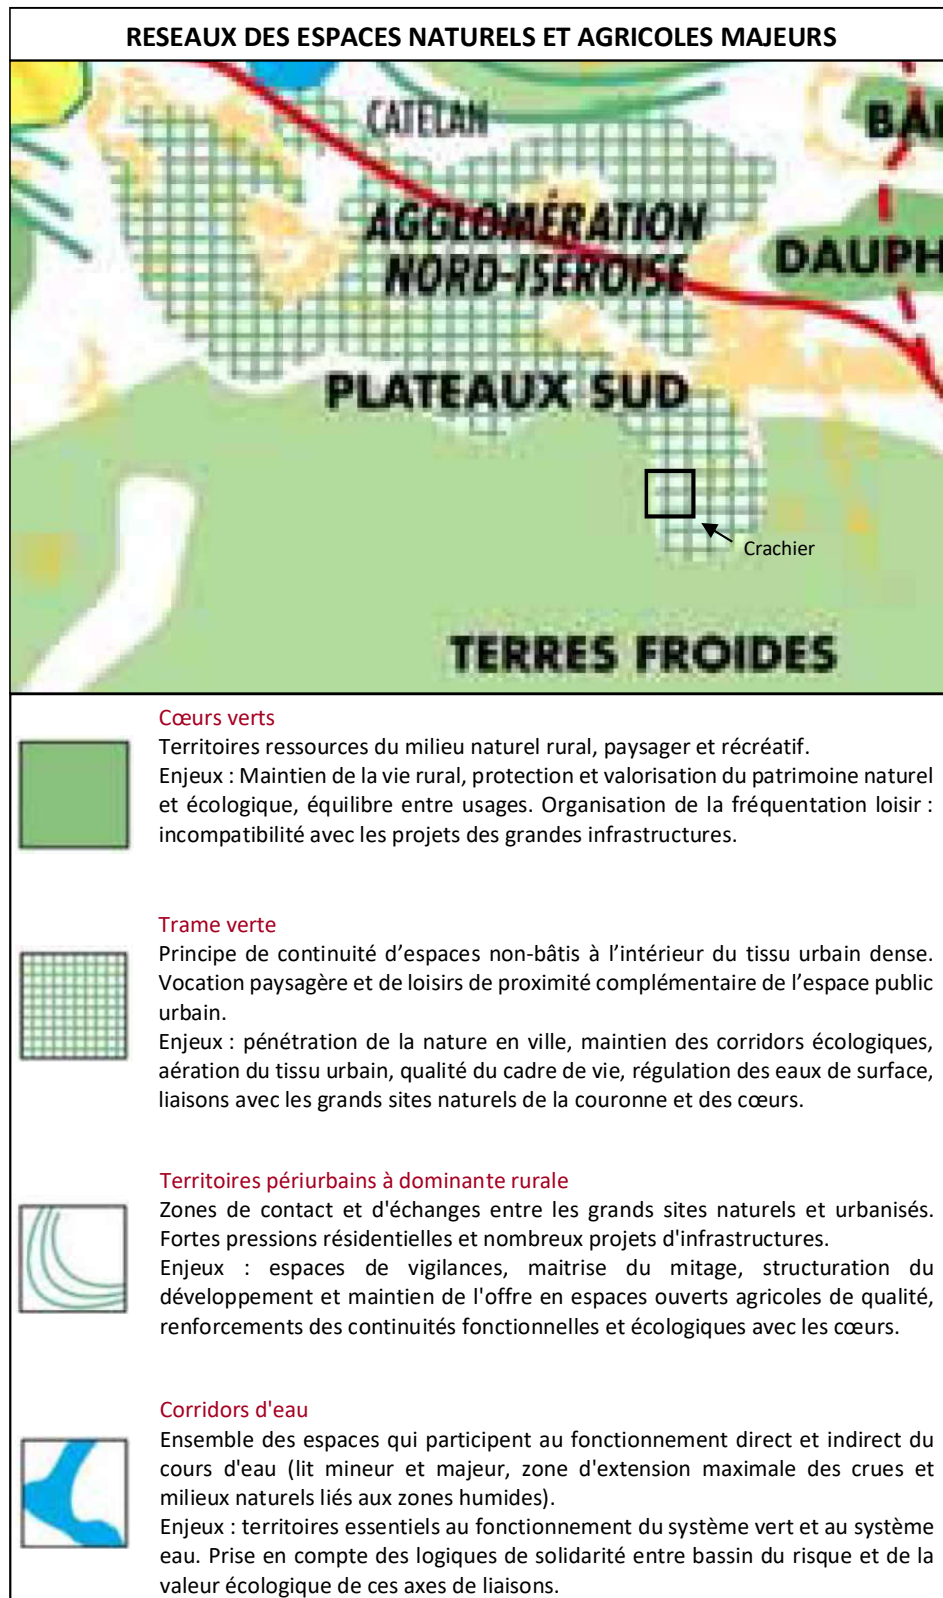 RESEAUX DES ESPACES NATURELS ET AGRICOLES MAJEURS
CATELAN
BAI
AGGLOMÉRATION
NORD-ISEROISE
DAUPH
PLATEAUX SUD
Crachier
TERRES FROIDES
Cœurs verts
Territoires ressources du milieu naturel rural, paysager et récréatif.
Enjeux : Maintien de la vie rural, protection et valorisation du patrimoine naturel
et écologique, équilibre entre usages. Organisation de la fréquentation loisir :
incompatibilité avec les projets des grandes infrastructures.
Trame verte
Principe de continuité d’espaces non-bâtis à l’intérieur du tissu urbain dense.
Vocation paysagère et de loisirs de proximité complémentaire de l’espace public
urbain.
Enjeux : pénétration de la nature en ville, maintien des corridors écologiques,
aération du tissu urbain, qualité du cadre de vie, régulation des eaux de surface,
liaisons avec les grands sites naturels de la couronne et des cœurs.
Territoires périurbains à dominante rurale
Zones de contact et d'échanges entre les grands sites naturels et urbanisés.
Fortes pressions résidentielles et nombreux projets d'infrastructures.
Enjeux : espaces de vigilances, maitrise du mitage, structuration du
développement et maintien de l'offre en espaces ouverts agricoles de qualité,
renforcements des continuités fonctionnelles et écologiques avec les cœurs.
Corridors d'eau
Ensemble des espaces qui participent au fonctionnement direct et indirect du
cours d'eau (lit mineur et majeur, zone d'extension maximale des crues et
milieux naturels liés aux zones humides).
Enjeux : territoires essentiels au fonctionnement du système vert et au système
eau. Prise en compte des logiques de solidarité entre bassin du risque et de la
valeur écologique de ces axes de liaisons.